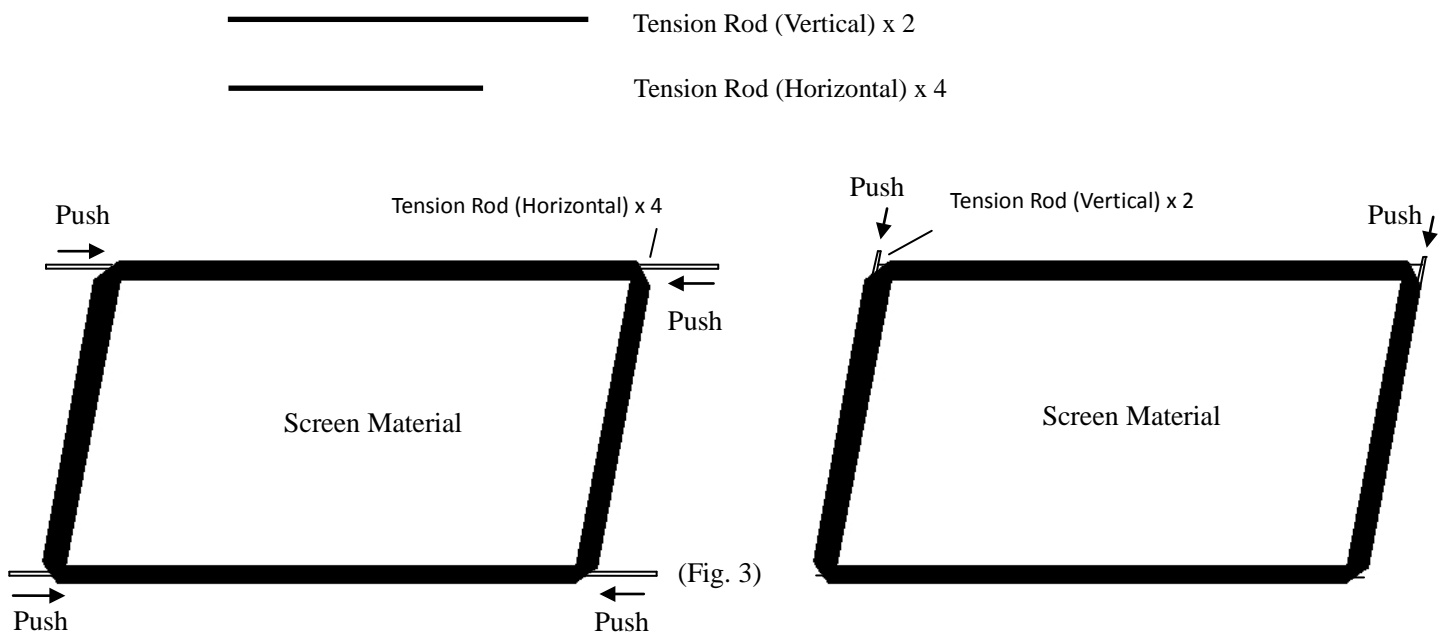 Tension Rod (Vertical) x 2
Tension Rod (Horizontal) x 4
Push
Tension Rod (Horizontal) x 4
Push
Screen Material
Push
Push
(Fig. 3)
Push
Tension Rod (Vertical) x 2
Push
Screen Material